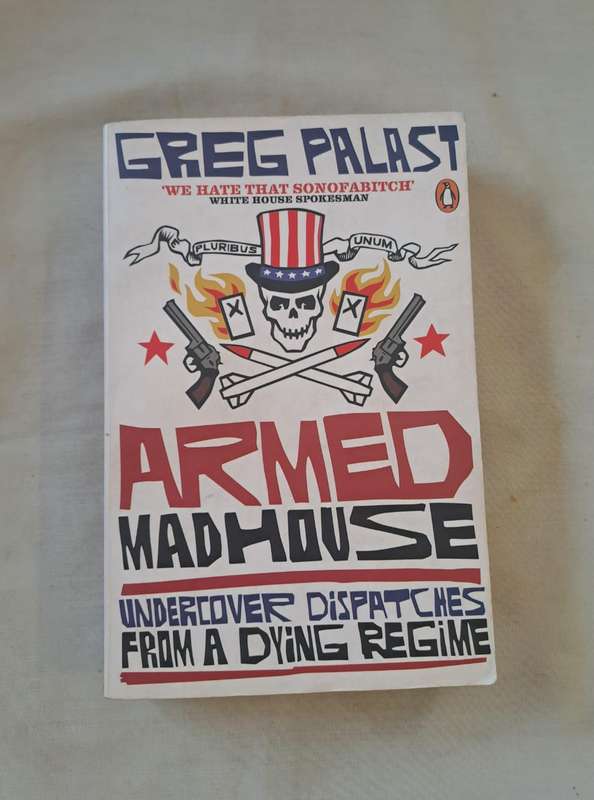 GREG PALAST
'WE HATE THAT SONOFABITCH'
WHITE HOUSE SPOKESMAN
PLURIBUS UNUM
X X
ARMED
MADHOUSE
UNDERCOVER DISPATCHES
FROM A DYING REGIME